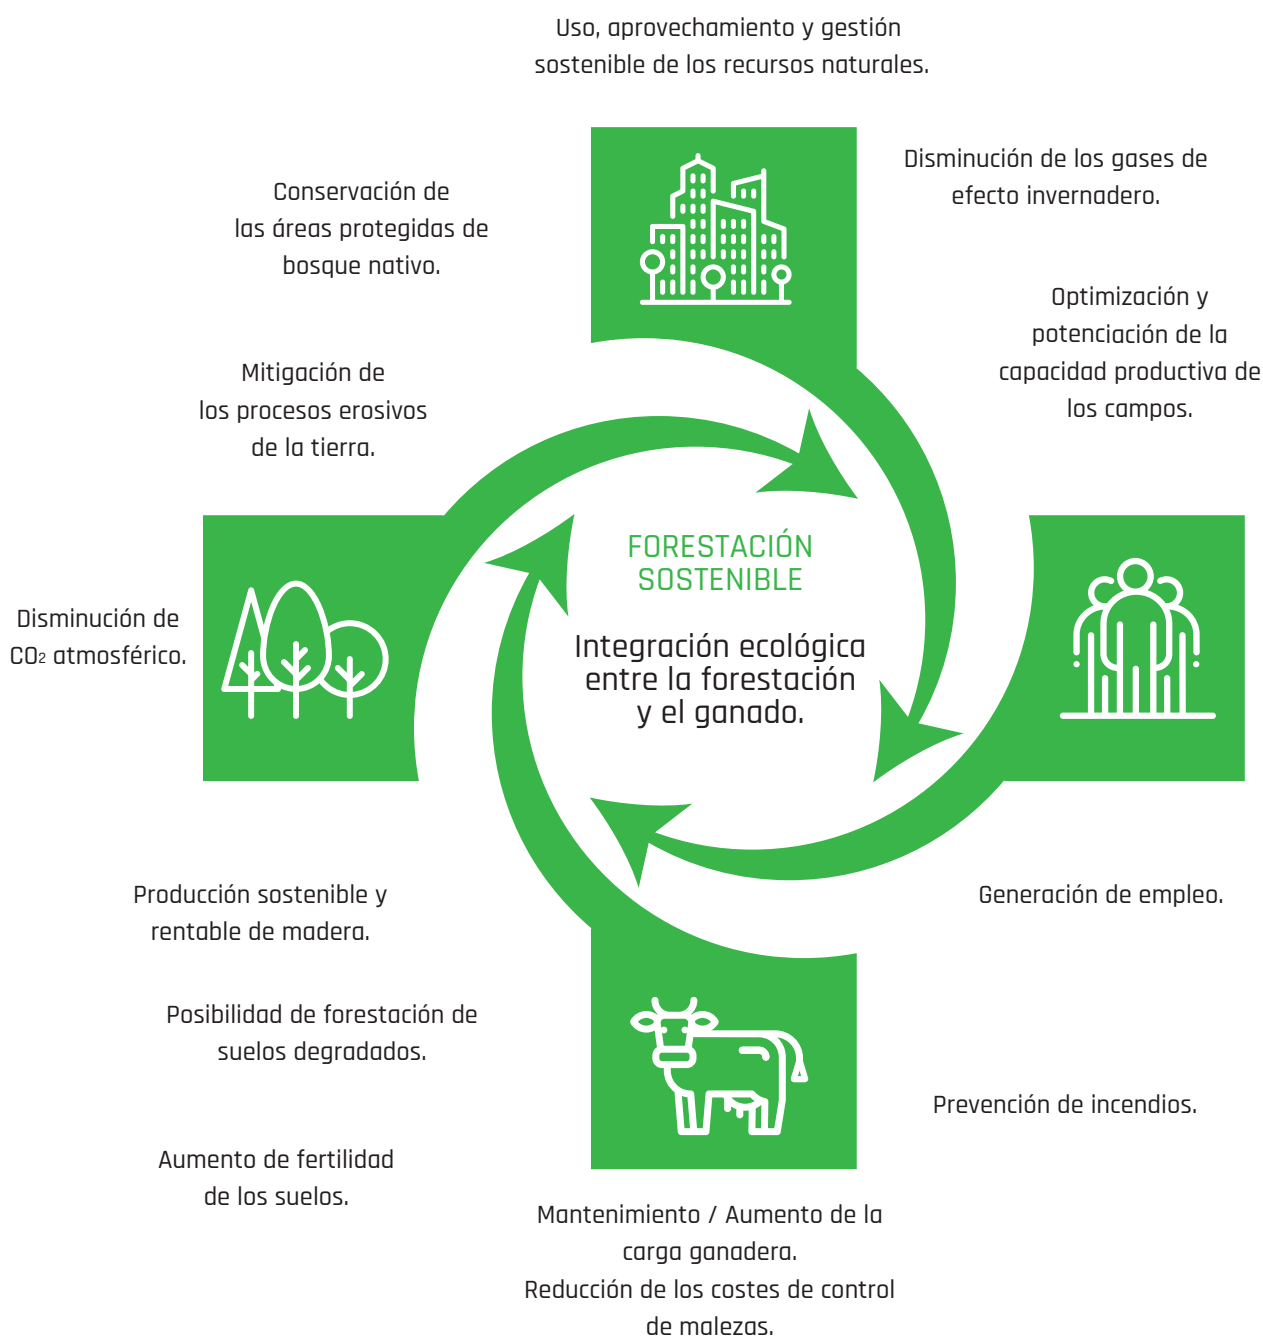 Uso, aprovechamiento y gestión
sostenible de los recursos naturales.
Disminución de los gases de
efecto invernadero.
Conservación de
las áreas protegidas de
bosque nativo.
Optimización y
potenciación de la
capacidad productiva de
los campos.
Mitigación de
los procesos erosivos
de la tierra.
FORESTACIÓN
SOSTENIBLE
Integración ecológica
entre la forestación
y el ganado.
Disminución de
CO₂ atmosférico.
Producción sostenible y
rentable de madera.
Generación de empleo.
Posibilidad de forestación de
suelos degradados.
Prevención de incendios.
Aumento de fertilidad
de los suelos.
Mantenimiento / Aumento de la
carga ganadera.
Reducción de los costes de control
de malezas.